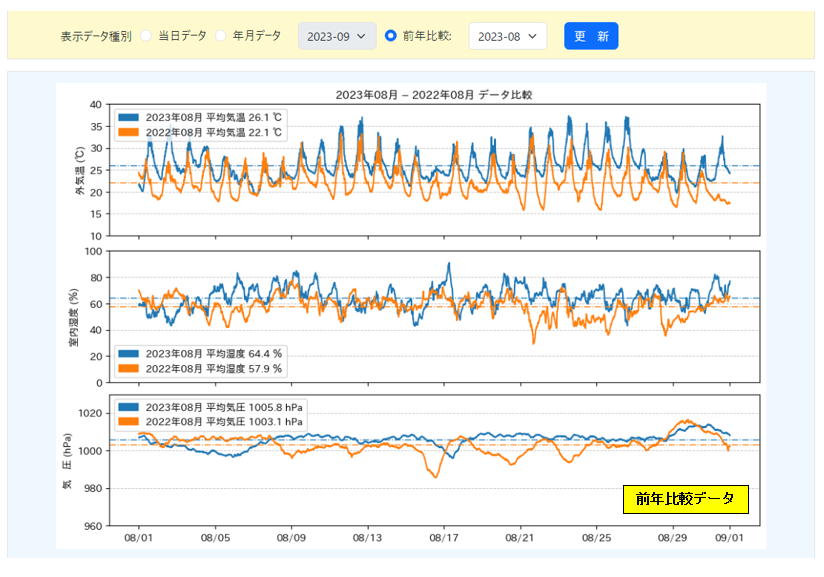 表示データ種別 当日データ 年月データ 2023-09 前年比較: 2023-08 更 新
2023年08月 – 2022年08月 データ比較
2023年08月 平均気温 26.1 ℃
2022年08月 平均気温 22.1 ℃
外気温 (℃)
40
35
30
25
20
15
10
2023年08月 平均湿度 64.4 %
2022年08月 平均湿度 57.9 %
室内湿度 (%)
100
80
60
40
20
0
2023年08月 平均気圧 1005.8 hPa
2022年08月 平均気圧 1003.1 hPa
気 圧 (hPa)
1020
1000
980
960
前年比較データ
08/01 08/05 08/09 08/13 08/17 08/21 08/25 08/29 09/01